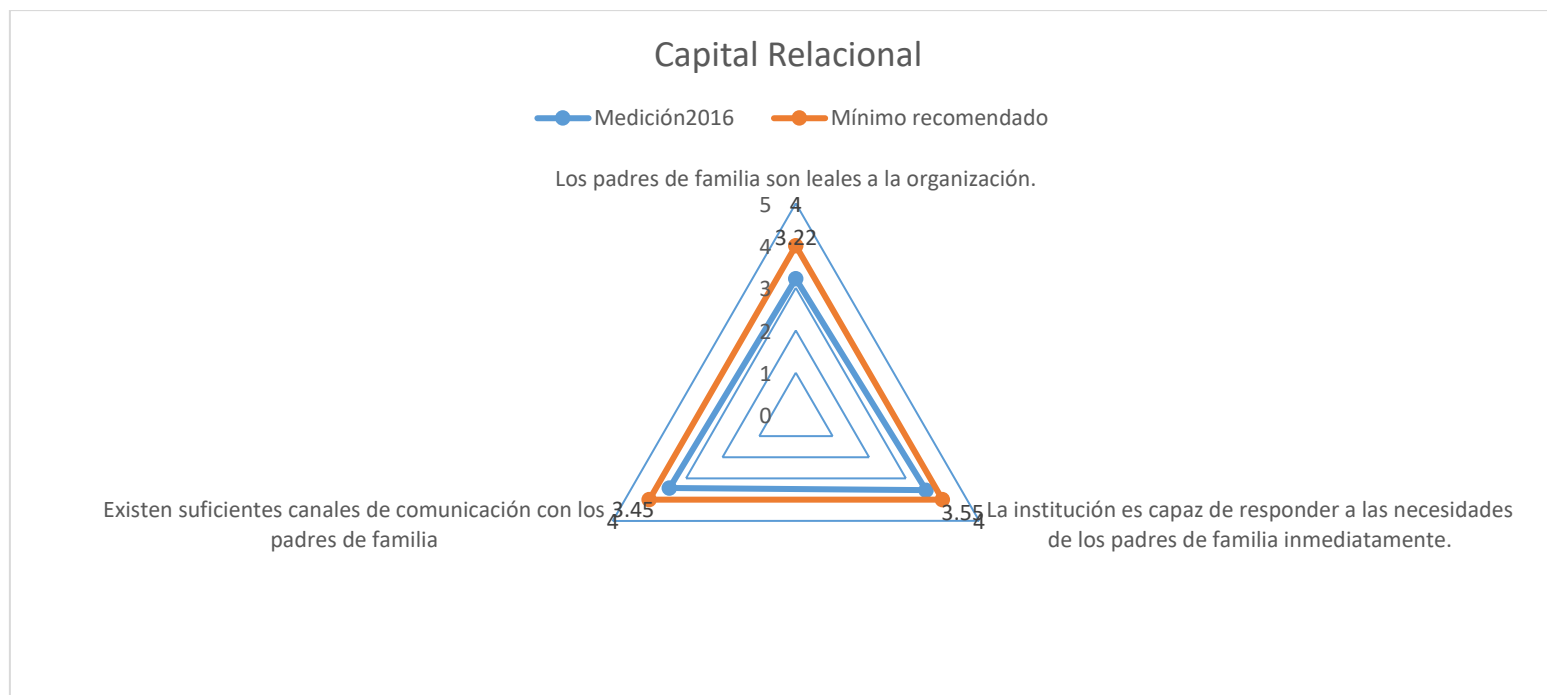 Capital Relacional
Medición2016 Mínimo recomendado
Los padres de familia son leales a la organización.
5 4
3.22
4
3
2
1
0
Existen suficientes canales de comunicación con los 3.45
padres de familia
4
3.55 La institución es capaz de responder a las necesidades
de los padres de familia inmediatamente.
4